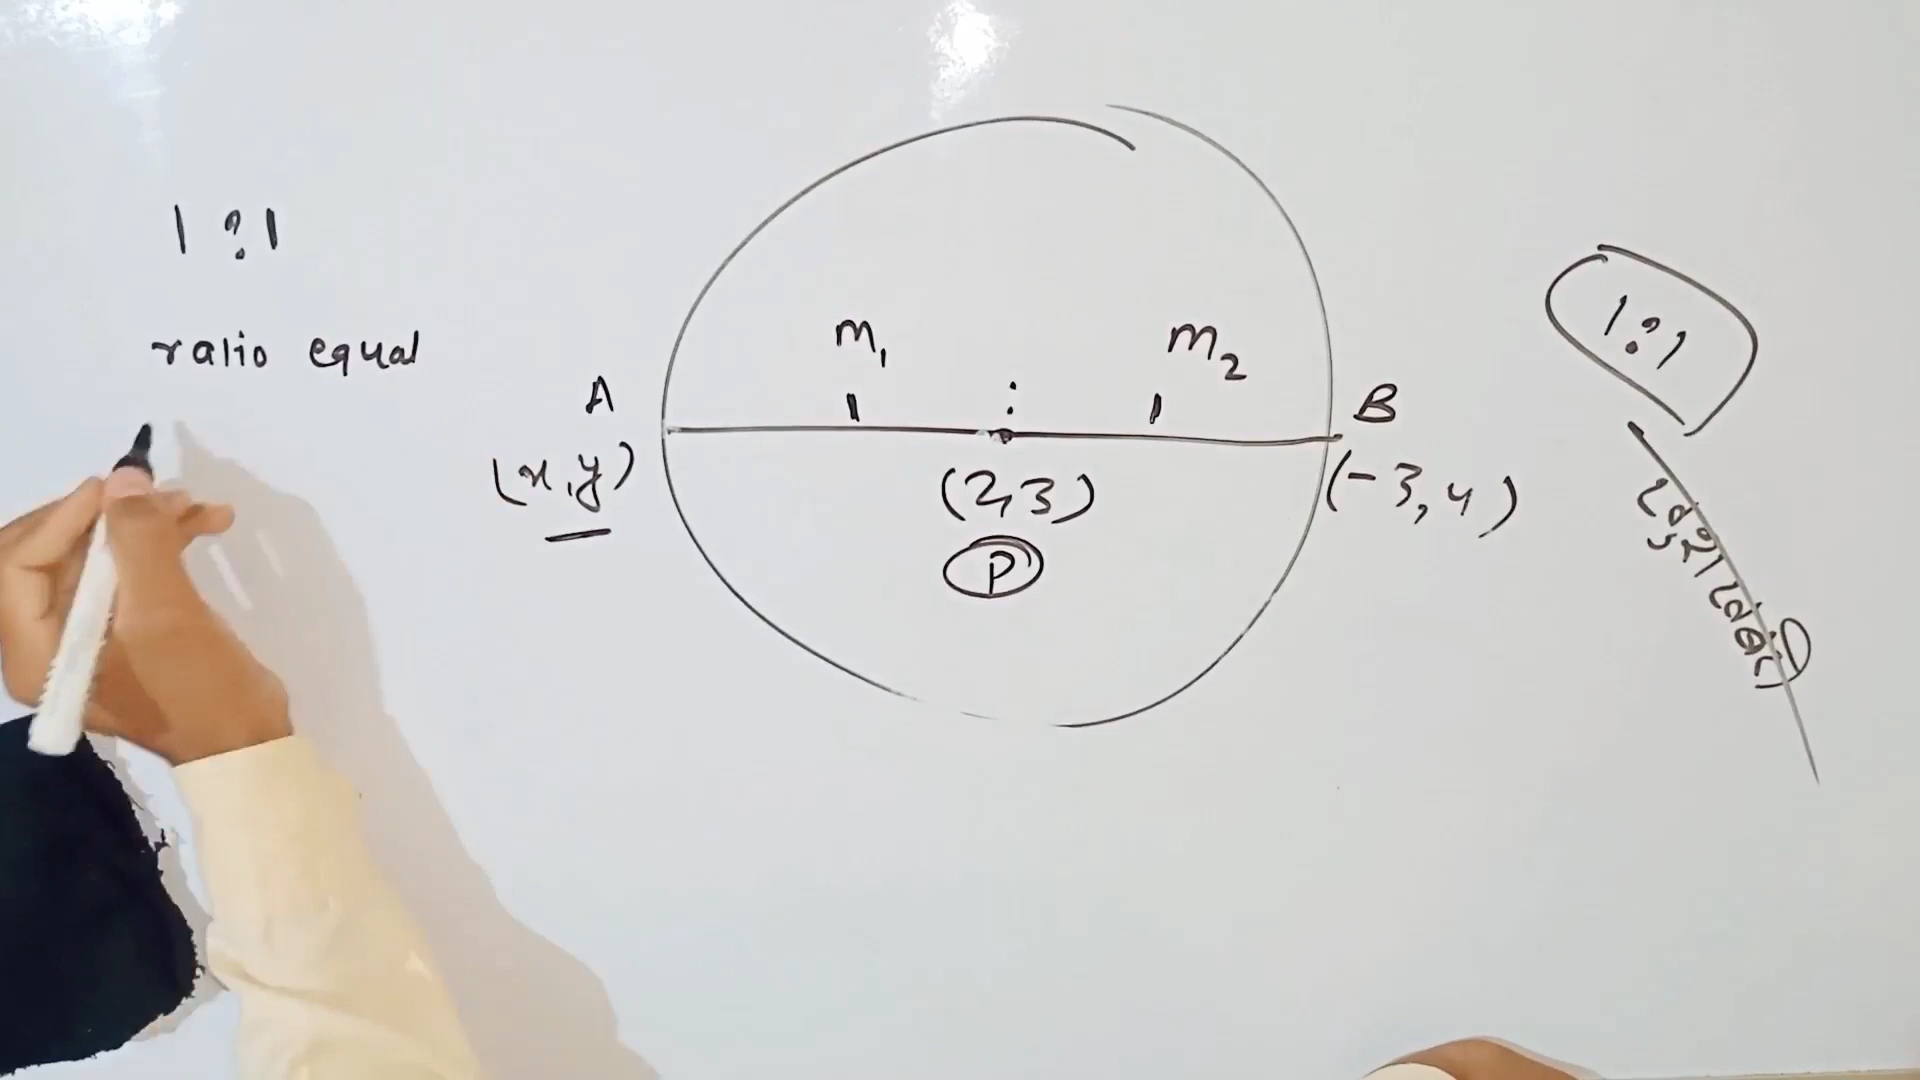 1 : 1
ratio equal
m₁ m₂
1 : 1
A B
(x, y) (2, 3) (-3, 4)
P
1 : 1